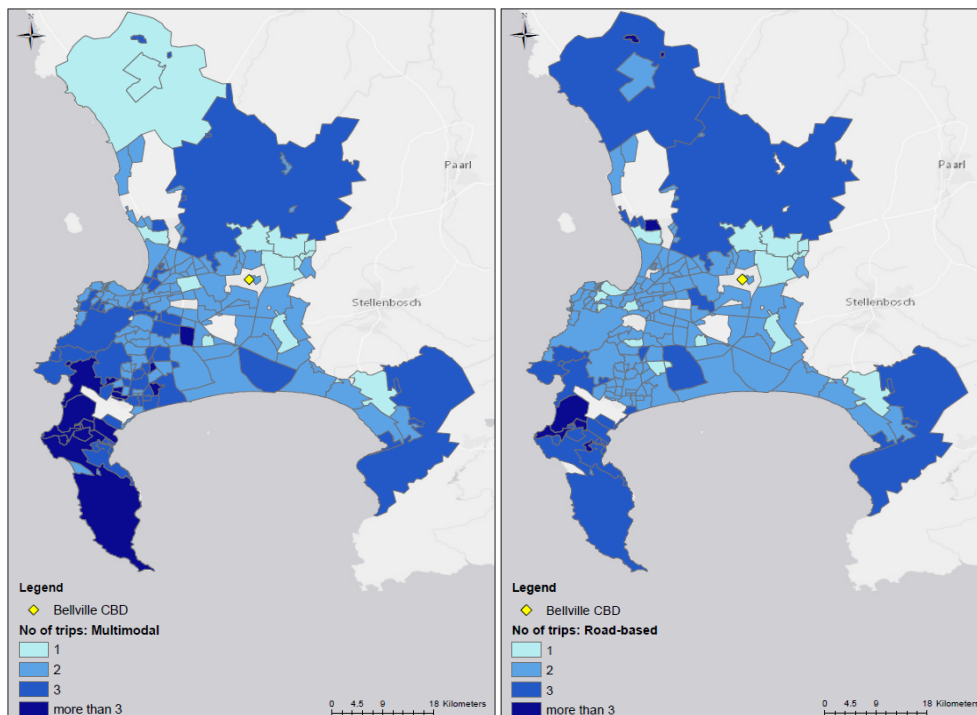 N
Paarl
Stellenbosch
Legend
Bellville CBD
No of trips: Multimodal
1
2
3
more than 3
0 4.5 9 18 Kilometers
N
Paarl
Stellenbosch
Legend
Bellville CBD
No of trips: Road-based
1
2
3
more than 3
0 4.5 9 18 Kilometers